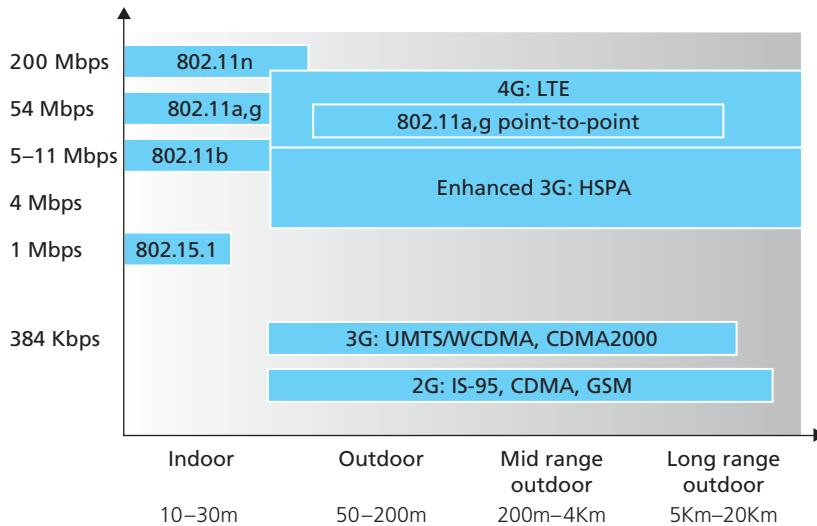 200 Mbps
802.11n
54 Mbps
802.11a,g
4G: LTE
802.11a,g point-to-point
5–11 Mbps
802.11b
Enhanced 3G: HSPA
4 Mbps
1 Mbps
802.15.1
384 Kbps
3G: UMTS/WCDMA, CDMA2000
2G: IS-95, CDMA, GSM
Indoor
Outdoor
Mid range
outdoor
Long range
outdoor
10–30m
50–200m
200m–4Km
5Km–20Km